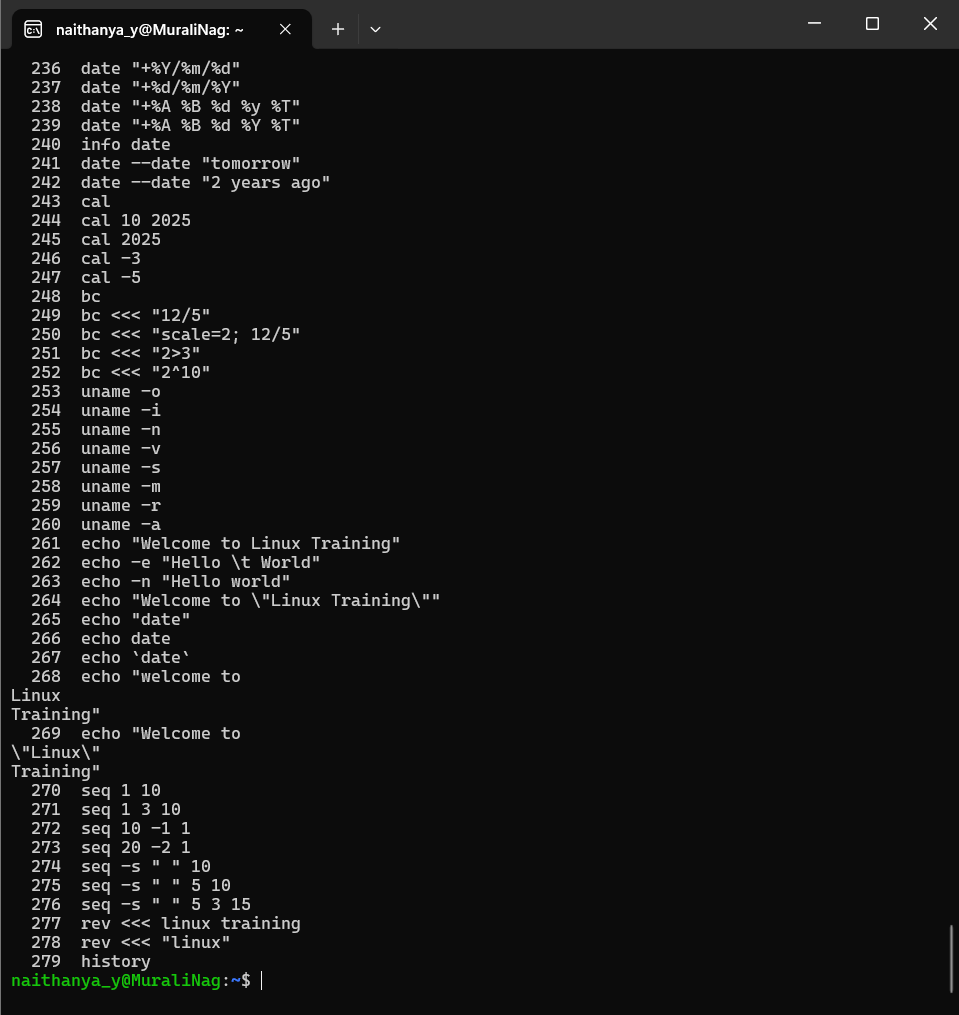 naithanya_y@MuraliNag: ~
236  date "+%Y/%m/%d"
237  date "+%d/%m/%Y"
238  date "+%A %B %d %y %T"
239  date "+%A %B %d %Y %T"
240  info date
241  date --date "tomorrow"
242  date --date "2 years ago"
243  cal
244  cal 10 2025
245  cal 2025
246  cal -3
247  cal -5
248  bc
249  bc <<< "12/5"
250  bc <<< "scale=2; 12/5"
251  bc <<< "2>3"
252  bc <<< "2^10"
253  uname -o
254  uname -i
255  uname -n
256  uname -v
257  uname -s
258  uname -m
259  uname -r
260  uname -a
261  echo "Welcome to Linux Training"
262  echo -e "Hello \t World"
263  echo -n "Hello world"
264  echo "Welcome to \"Linux Training\""
265  echo "date"
266  echo date
267  echo `date`
268  echo "welcome to
Linux
Training"
269  echo "Welcome to
\"Linux\"
Training"
270  seq 1 10
271  seq 1 3 10
272  seq 10 -1 1
273  seq 20 -2 1
274  seq -s " " 10
275  seq -s " " 5 10
276  seq -s " " 5 3 15
277  rev <<< linux training
278  rev <<< "linux"
279  history
naithanya_y@MuraliNag:~$